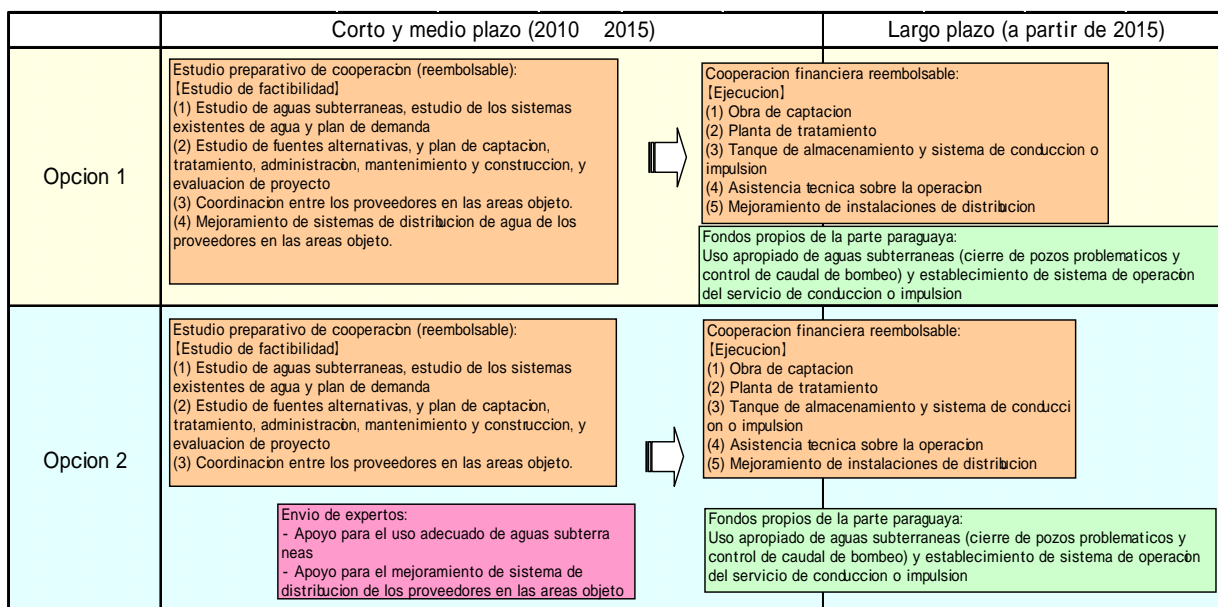 Corto y medio plazo (2010 2015)
Largo plazo (a partir de 2015)
Opcion 1
Estudio preparativo de cooperacion (reembolsable):
【Estudio de factibilidad】
(1) Estudio de aguas subterraneas, estudio de los sistemas
existentes de agua y plan de demanda
(2) Estudio de fuentes alternativas, y plan de captacion,
tratamiento, administracion, mantenimiento y construccion, y
evaluacion de proyecto
(3) Coordinacion entre los proveedores en las areas objeto.
(4) Mejoramiento de sistemas de distribucion de agua de los
proveedores en las areas objeto.
Cooperacion financiera reembolsable:
【Ejecucion】
(1) Obra de captacion
(2) Planta de tratamiento
(3) Tanque de almacenamiento y sistema de conduccion o
impulsion
(4) Asistencia tecnica sobre la operacion
(5) Mejoramiento de instalaciones de distribucion
Fondos propios de la parte paraguaya:
Uso apropiado de aguas subterraneas (cierre de pozos problematicos y
control de caudal de bombeo) y establecimiento de sistema de operacion
del servicio de conduccion o impulsion
Opcion 2
Estudio preparativo de cooperacion (reembolsable):
【Estudio de factibilidad】
(1) Estudio de aguas subterraneas, estudio de los sistemas
existentes de agua y plan de demanda
(2) Estudio de fuentes alternativas, y plan de captacion,
tratamiento, administracion, mantenimiento y construccion, y
evaluacion de proyecto
(3) Coordinacion entre los proveedores en las areas objeto.
Envio de expertos:
- Apoyo para el uso adecuado de aguas subterra
neas
- Apoyo para el mejoramiento de sistema de
distribucion de los proveedores en las areas objeto
Cooperacion financiera reembolsable:
【Ejecucion】
(1) Obra de captacion
(2) Planta de tratamiento
(3) Tanque de almacenamiento y sistema de conducci
on o impulsion
(4) Asistencia tecnica sobre la operacion
(5) Mejoramiento de instalaciones de distribucion
Fondos propios de la parte paraguaya:
Uso apropiado de aguas subterraneas (cierre de pozos problematicos y
control de caudal de bombeo) y establecimiento de sistema de operacion
del servicio de conduccion o impulsion